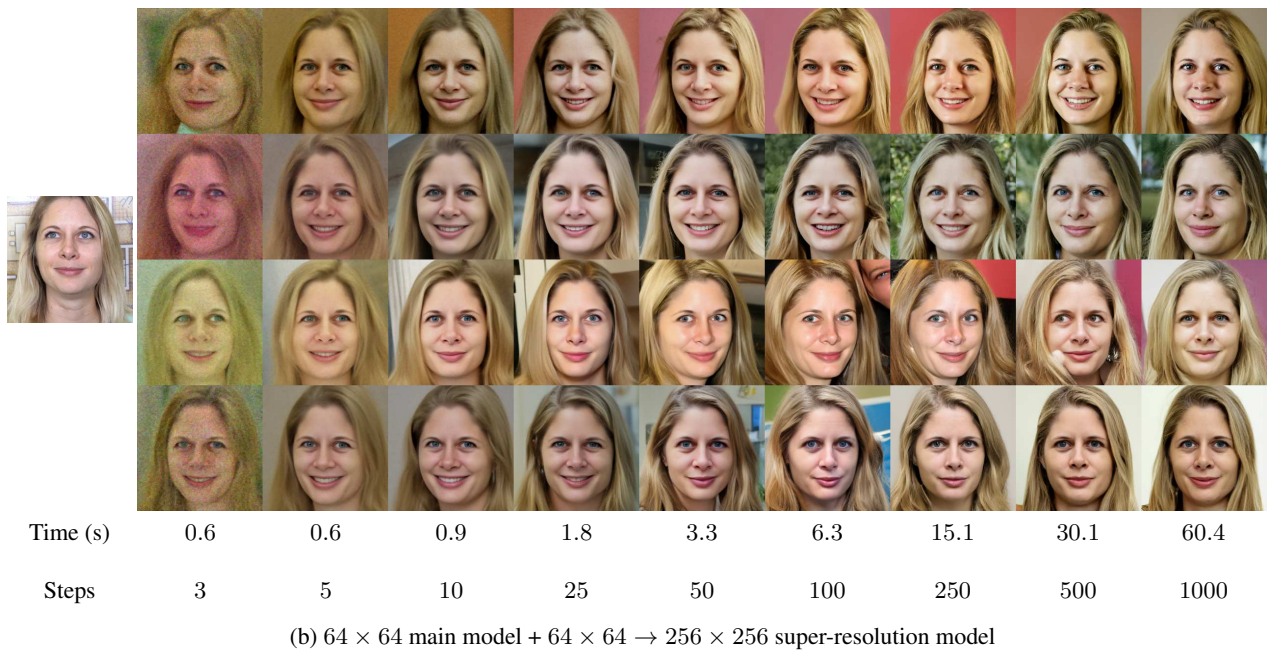 Time (s) 0.6 0.6 0.9 1.8 3.3 6.3 15.1 30.1 60.4
Steps 3 5 10 25 50 100 250 500 1000
(b) 64 × 64 main model + 64 × 64 → 256 × 256 super-resolution model